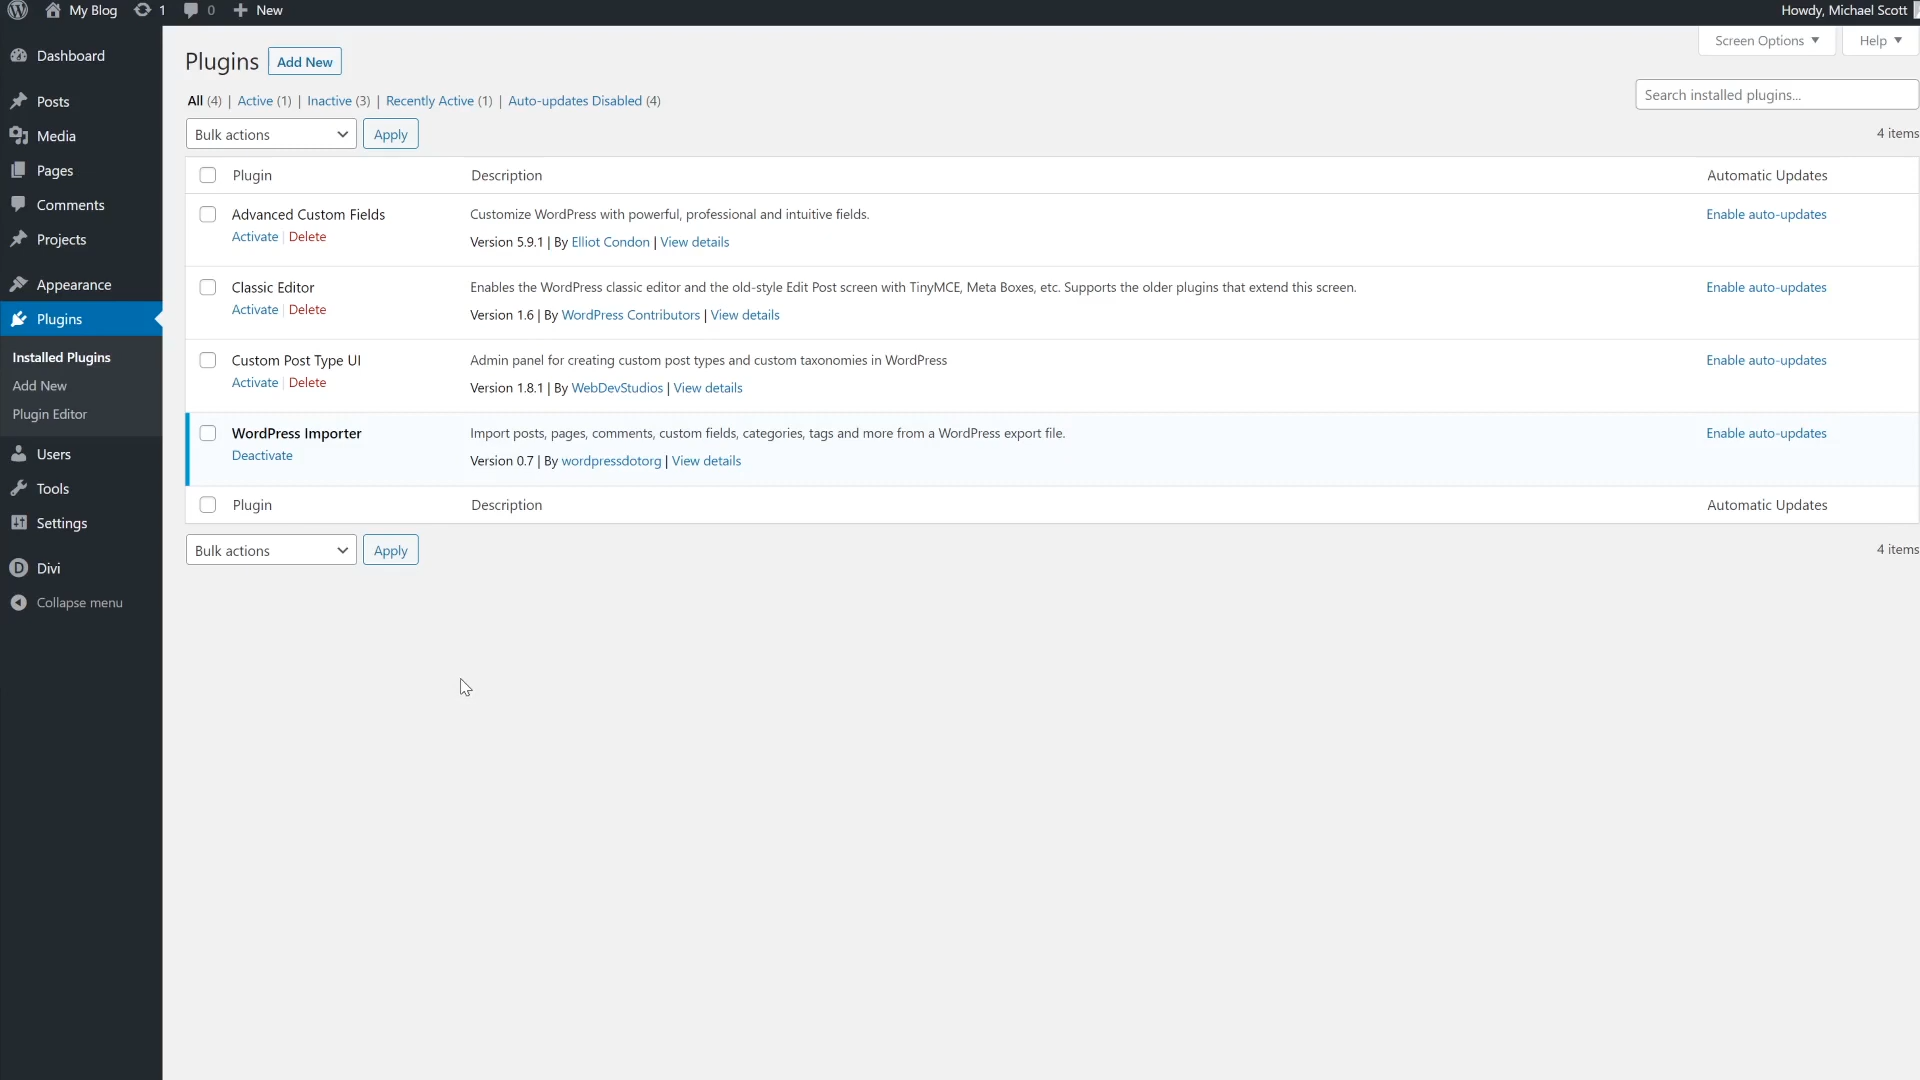 My Blog 1 0 New Howdy, Michael Scott
Screen Options Help
Dashboard
Posts
Media
Pages
Comments
Projects
Appearance
Plugins
Installed Plugins
Add New
Plugin Editor
Users
Tools
Settings
Divi
Collapse menu
Plugins Add New
All (4) | Active (1) | Inactive (3) | Recently Active (1) | Auto-updates Disabled (4)
Search installed plugins...
Bulk actions Apply
4 items
Plugin Description Automatic Updates
Advanced Custom Fields Customize WordPress with powerful, professional and intuitive fields. Enable auto-updates
Activate | Delete Version 5.9.1 | By Elliot Condon | View details
Classic Editor Enables the WordPress classic editor and the old-style Edit Post screen with TinyMCE, Meta Boxes, etc. Supports the older plugins that extend this screen. Enable auto-updates
Activate | Delete Version 1.6 | By WordPress Contributors | View details
Custom Post Type UI Admin panel for creating custom post types and custom taxonomies in WordPress Enable auto-updates
Activate | Delete Version 1.8.1 | By WebDevStudios | View details
WordPress Importer Import posts, pages, comments, custom fields, categories, tags and more from a WordPress export file. Enable auto-updates
Deactivate Version 0.7 | By wordpressdotorg | View details
Plugin Description Automatic Updates
Bulk actions Apply
4 items